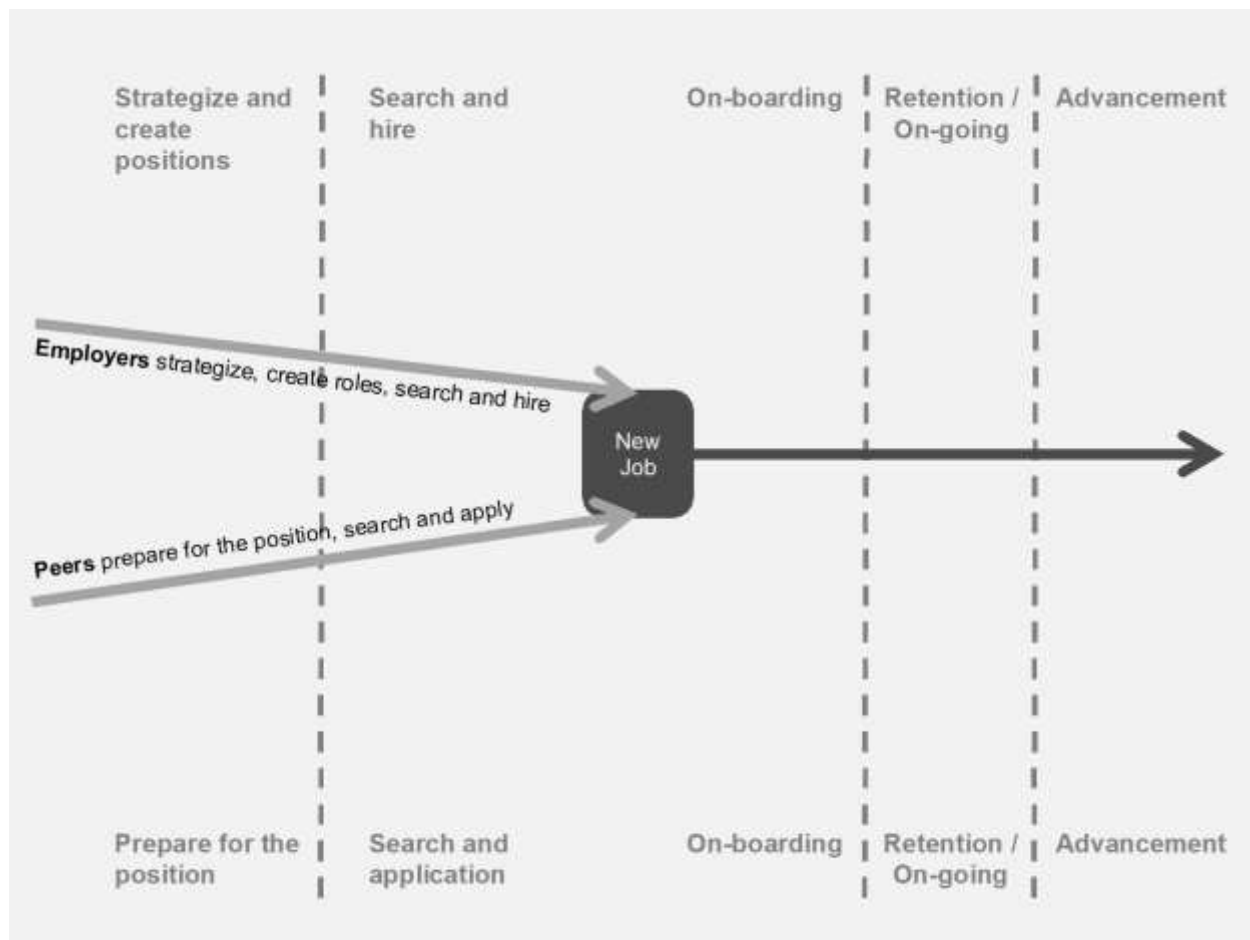 Strategize and
create
positions
Search and
hire
On-boarding
Retention /
On-going
Advancement
Employers strategize, create roles, search and hire
New
Job
Peers prepare for the position, search and apply
Prepare for the
position
Search and
application
On-boarding
Retention /
On-going
Advancement